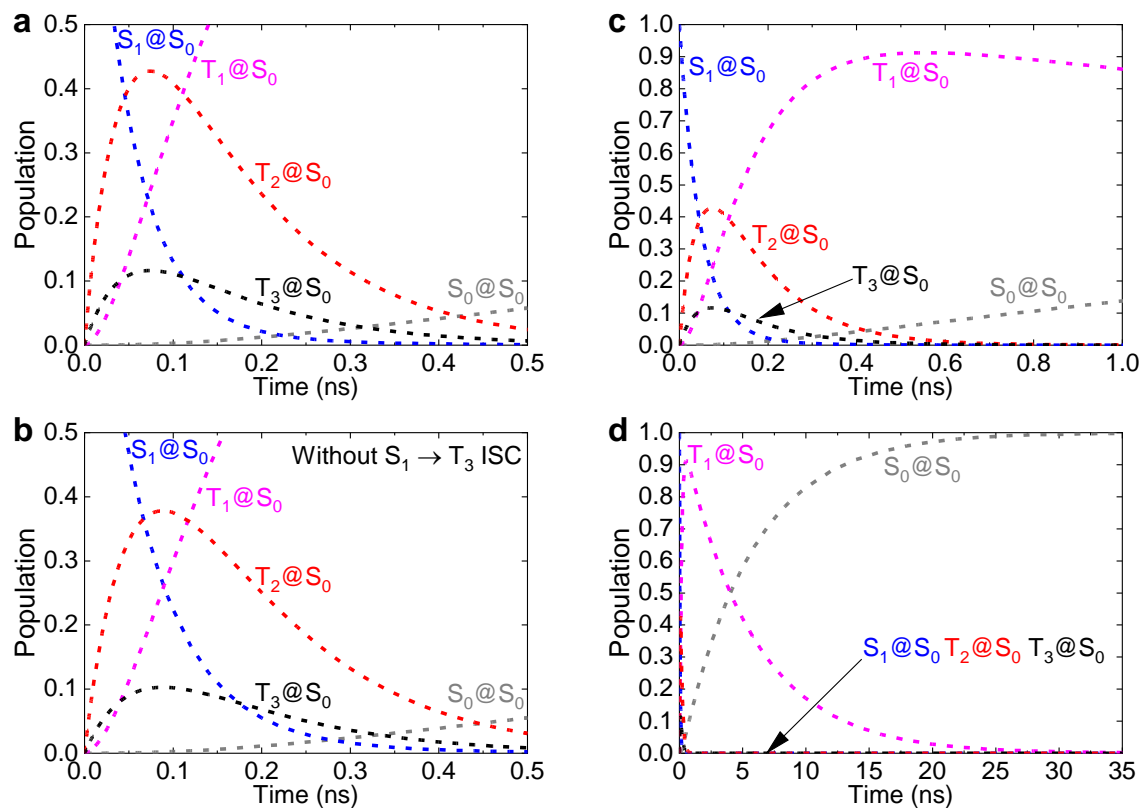 a
0.5
0.4
0.3
0.2
0.1
0.0
Population
S₁@S₀
T₁@S₀
T₂@S₀
T₃@S₀
S₀@S₀
0.0 0.1 0.2 0.3 0.4 0.5
Time (ns)
c
1.0
0.9
0.8
0.7
0.6
0.5
0.4
0.3
0.2
0.1
0.0
Population
S₁@S₀
T₁@S₀
T₂@S₀
T₃@S₀
S₀@S₀
0.0 0.2 0.4 0.6 0.8 1.0
Time (ns)
b
0.5
0.4
0.3
0.2
0.1
0.0
Population
S₁@S₀
Without S₁ → T₃ ISC
T₁@S₀
T₂@S₀
T₃@S₀
S₀@S₀
0.0 0.1 0.2 0.3 0.4 0.5
Time (ns)
d
1.0
0.9
0.8
0.7
0.6
0.5
0.4
0.3
0.2
0.1
0.0
Population
T₁@S₀
S₀@S₀
S₁@S₀ T₂@S₀ T₃@S₀
0 5 10 15 20 25 30 35
Time (ns)